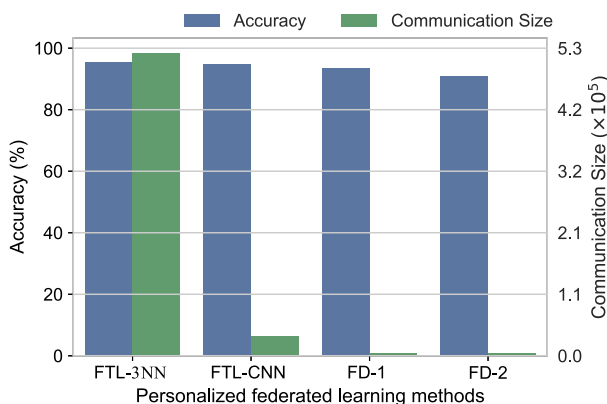 Accuracy Communication Size
100
80
60
40
20
0
Accuracy (%)
5.3
4.2
3.2
2.1
1.1
0.0
Communication Size (×10⁵)
FTL-3NN FTL-CNN FD-1 FD-2
Personalized federated learning methods